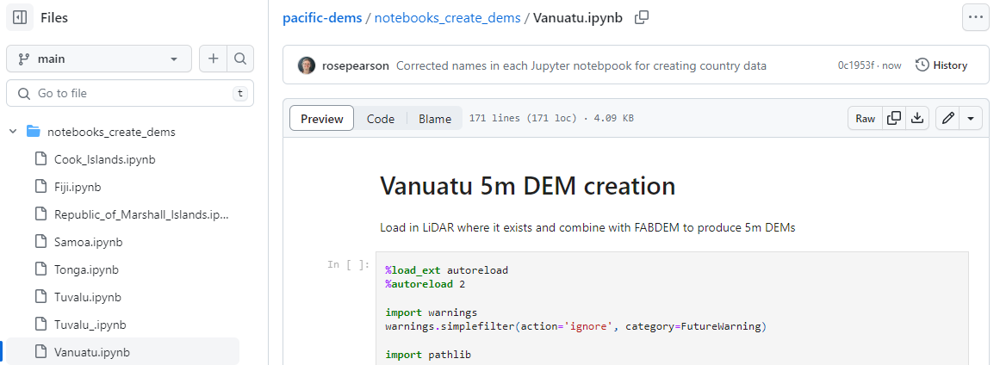 Files
main
Go to file
t
notebooks_create_dems
Cook_Islands.ipynb
Fiji.ipynb
Republic_of_Marshall_Islands.ip...
Samoa.ipynb
Tonga.ipynb
Tuvalu.ipynb
Tuvalu_.ipynb
Vanuatu.ipynb
pacific-dems / notebooks_create_dems / Vanuatu.ipynb
rosepearson Corrected names in each Jupyter notebpook for creating country data 0c1953f · now History
Preview Code Blame 171 lines (171 loc) · 4.09 KB Raw
Vanuatu 5m DEM creation
Load in LiDAR where it exists and combine with FABDEM to produce 5m DEMs
In [ ]:
%load_ext autoreload
%autoreload 2
import warnings
warnings.simplefilter(action='ignore', category=FutureWarning)
import pathlib